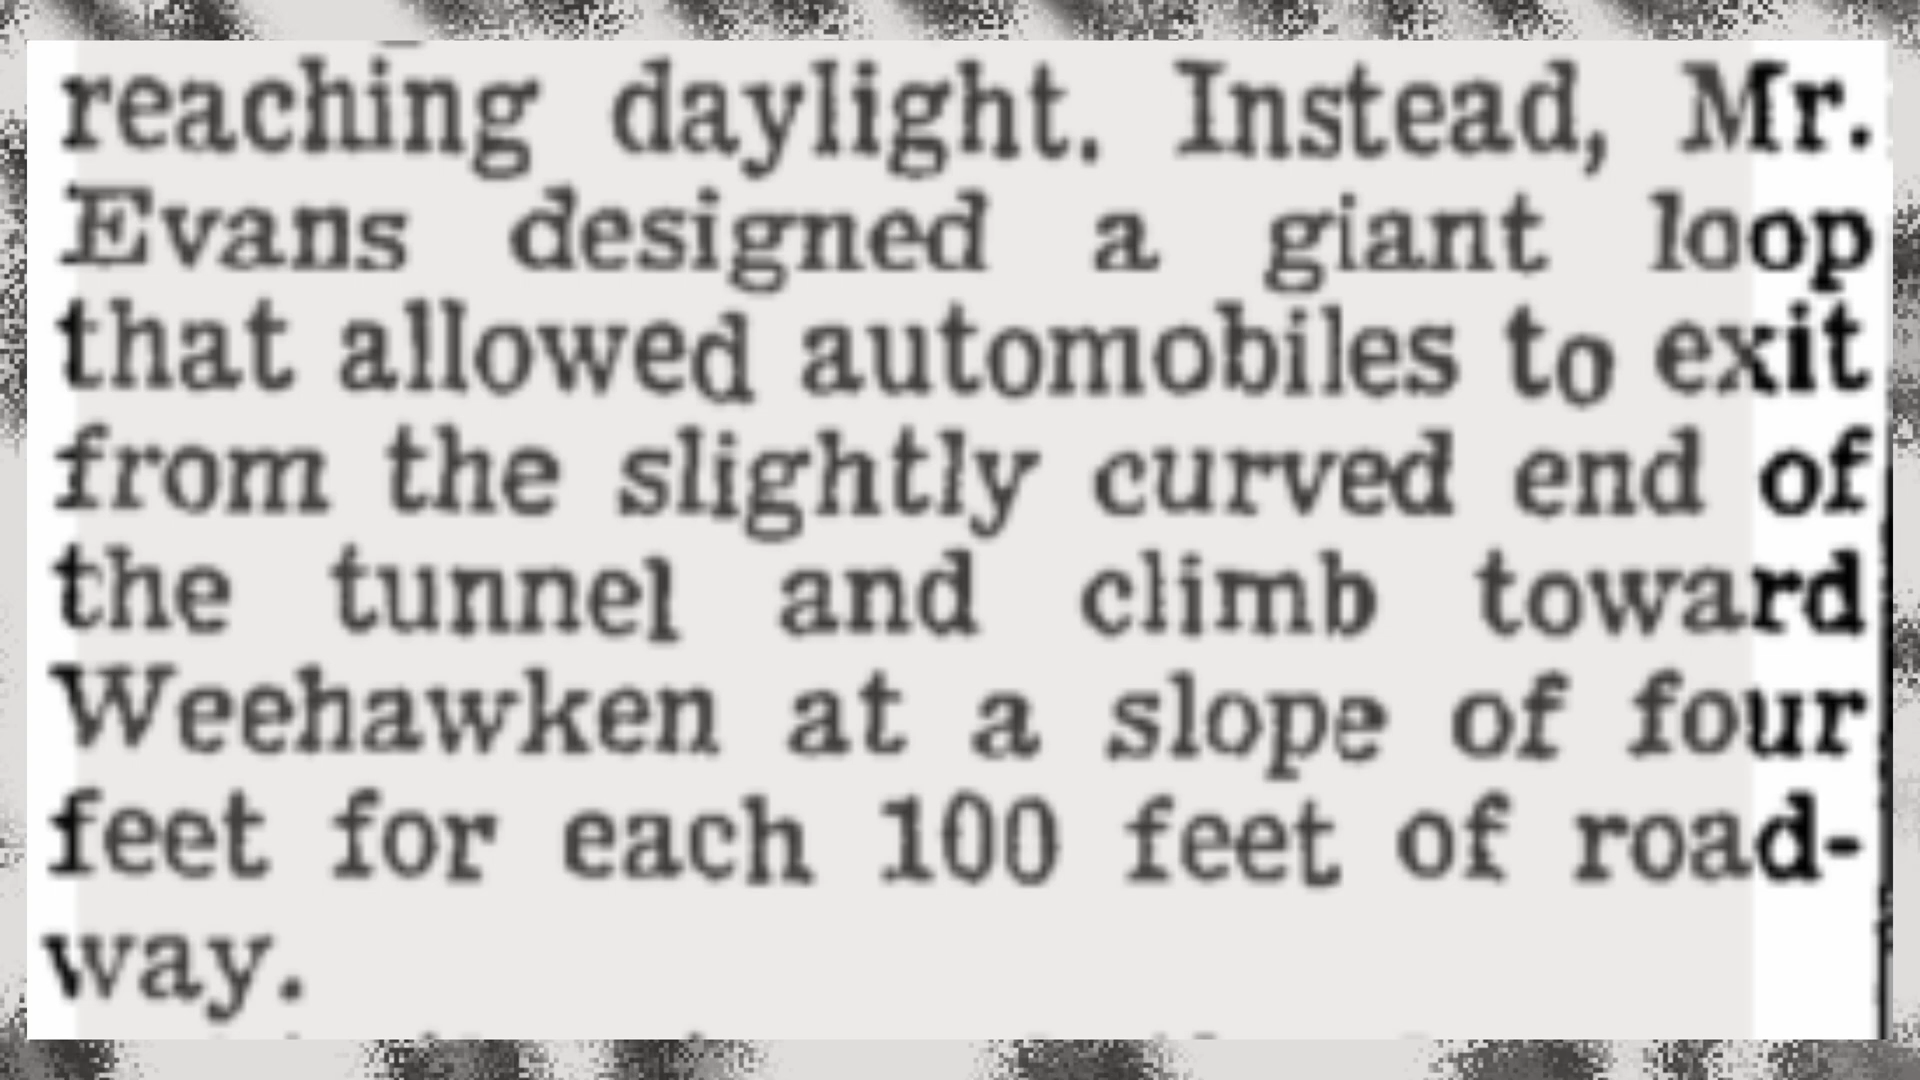 reaching daylight. Instead, Mr.
Evans designed a giant loop
that allowed automobiles to exit
from the slightly curved end of
the tunnel and climb toward
Weehawken at a slope of four
feet for each 100 feet of road-
way.